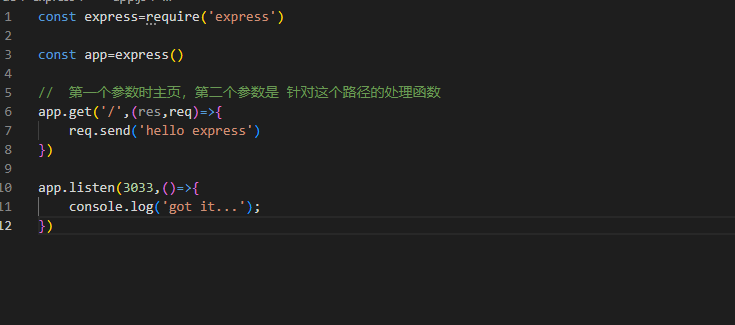 1 const express=require('express')
2
3 const app=express()
4
5 // 第一个参数时主页，第二个参数是 针对这个路径的处理函数
6 app.get('/',(res,req)=>{
7 req.send('hello express')
8 })
9
10 app.listen(3033,()=>{
11 console.log('got it...');
12 })